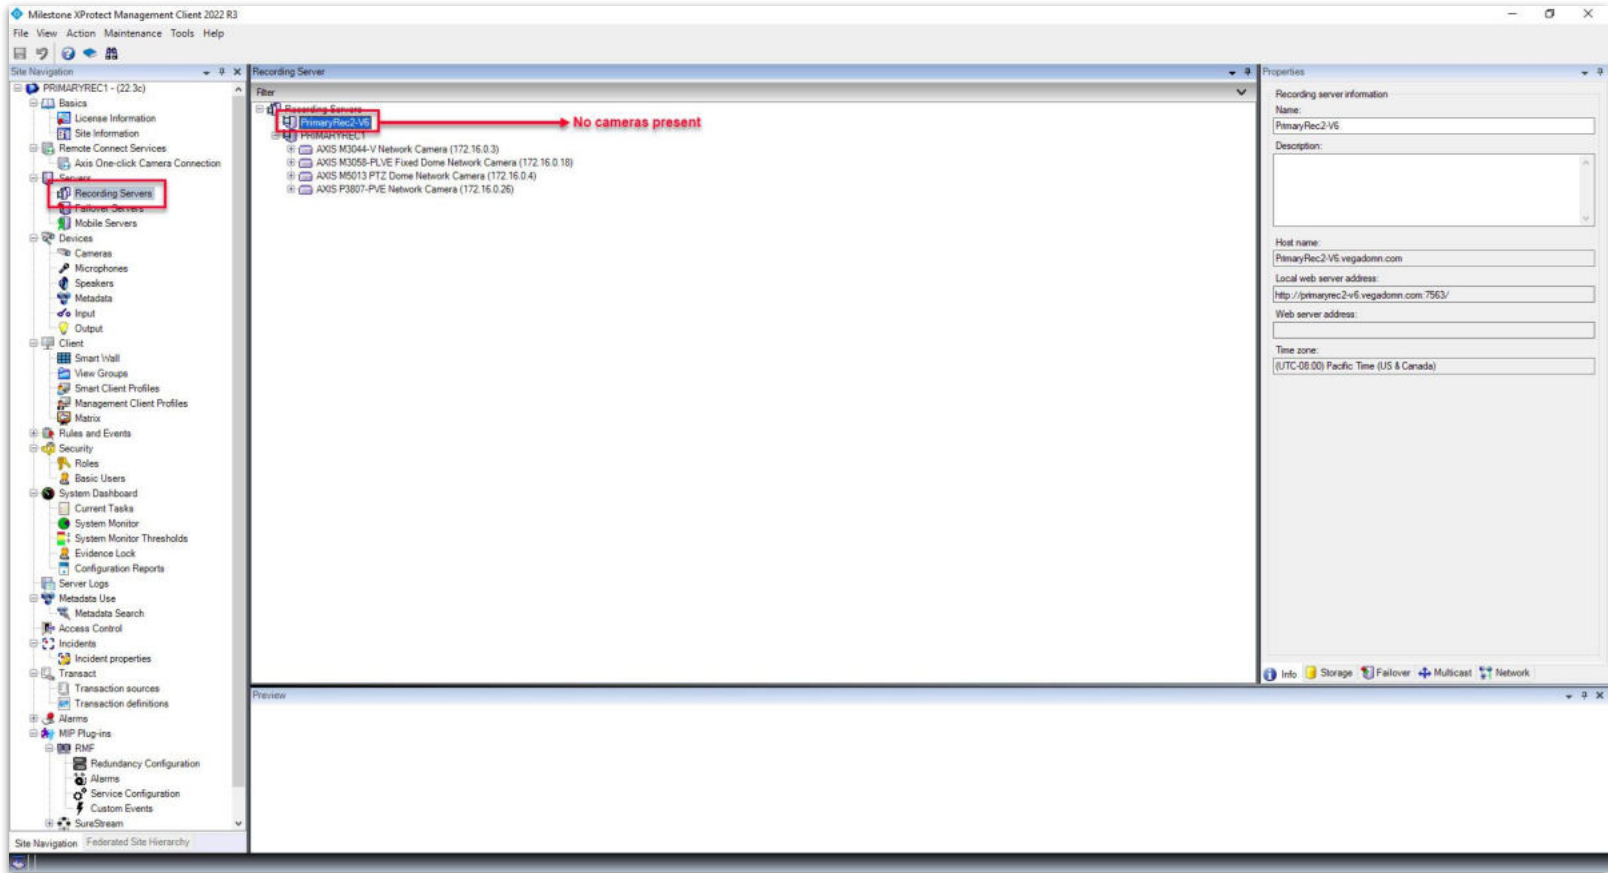 Milestone XProtect Management Client 2022 R3
File View Action Maintenance Tools Help
Site Navigation
PRIMARYREC1 - (22.3c)
Basics
License Information
Site Information
Remote Connect Services
Axis One-click Camera Connection
Servers
Recording Servers
Failover Servers
Mobile Servers
Devices
Cameras
Microphones
Speakers
Metadata
Input
Output
Client
Smart Wall
View Groups
Smart Client Profiles
Management Client Profiles
Matrix
Rules and Events
Security
Roles
Basic Users
System Dashboard
Current Tasks
System Monitor
System Monitor Thresholds
Evidence Lock
Configuration Reports
Server Logs
Metadata Use
Metadata Search
Access Control
Incidents
Incident properties
Transact
Transaction sources
Transaction definitions
Alarms
MIP Plug-ins
RMF
Redundancy Configuration
Alarms
Service Configuration
Custom Events
SureStream
Site Navigation Federated Site Hierarchy
Recording Server
Filter
Recording Servers
PrimaryRec2-V6 No cameras present
PRIMARYREC1
AXIS M3044-V Network Camera (172.16.0.3)
AXIS M3058-PLVE Fixed Dome Network Camera (172.16.0.18)
AXIS M5013 PTZ Dome Network Camera (172.16.0.4)
AXIS P3807-PVE Network Camera (172.16.0.26)
Preview
Properties
Recording server information
Name:
PrimaryRec2-V6
Description:
Host name:
PrimaryRec2-V6.vegadomn.com
Local web server address:
http://primaryrec2-v6.vegadomn.com:7563/
Web server address:
Time zone:
(UTC-08:00) Pacific Time (US & Canada)
Info Storage Failover Multicast Network